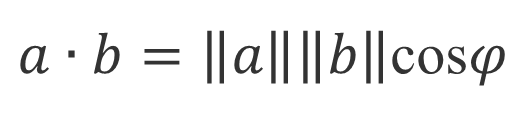 a · b = ‖a‖ ‖b‖cosφ